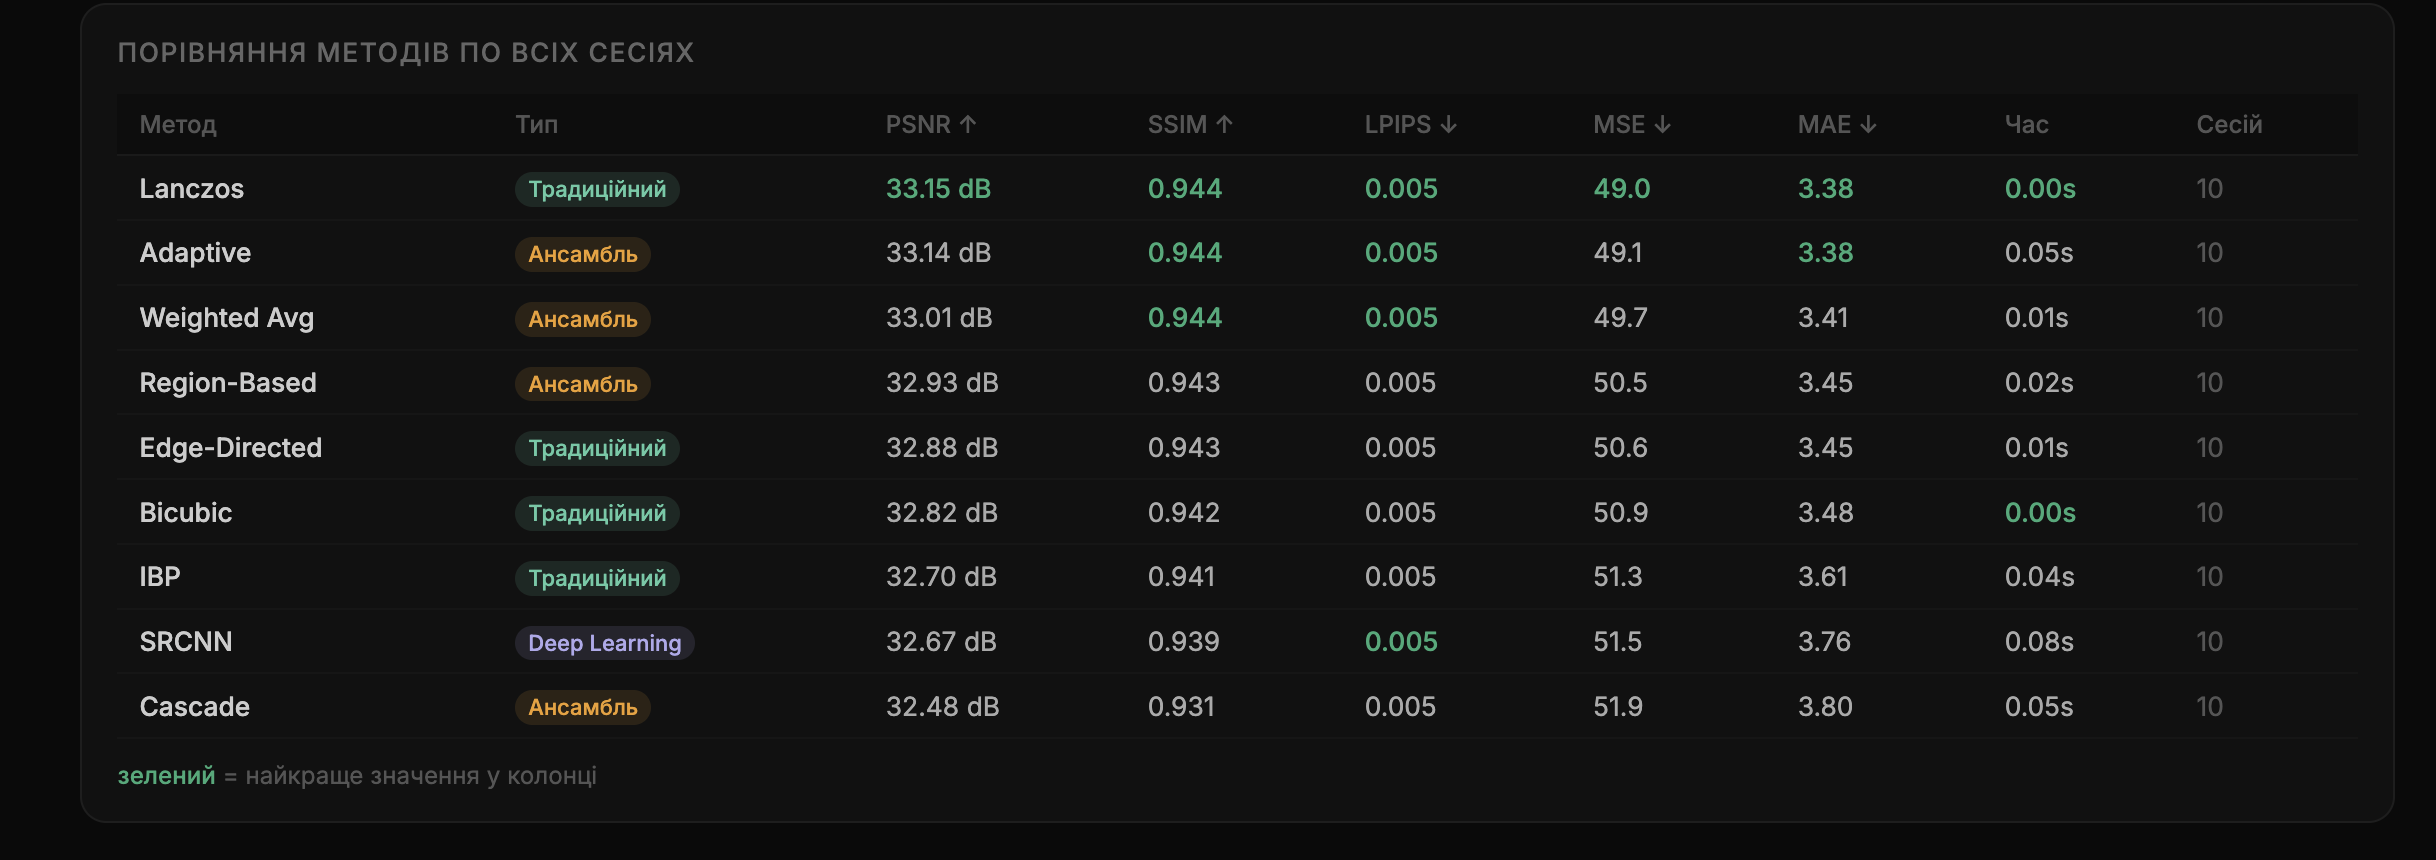 ПОРІВНЯННЯ МЕТОДІВ ПО ВСІХ СЕСІЯХ
Метод Тип PSNR ↑ SSIM ↑ LPIPS ↓ MSE ↓ MAE ↓ Час Сесій
Lanczos Традиційний 33.15 dB 0.944 0.005 49.0 3.38 0.00s 10
Adaptive Ансамбль 33.14 dB 0.944 0.005 49.1 3.38 0.05s 10
Weighted Avg Ансамбль 33.01 dB 0.944 0.005 49.7 3.41 0.01s 10
Region-Based Ансамбль 32.93 dB 0.943 0.005 50.5 3.45 0.02s 10
Edge-Directed Традиційний 32.88 dB 0.943 0.005 50.6 3.45 0.01s 10
Bicubic Традиційний 32.82 dB 0.942 0.005 50.9 3.48 0.00s 10
IBP Традиційний 32.70 dB 0.941 0.005 51.3 3.61 0.04s 10
SRCNN Deep Learning 32.67 dB 0.939 0.005 51.5 3.76 0.08s 10
Cascade Ансамбль 32.48 dB 0.931 0.005 51.9 3.80 0.05s 10
зелений = найкраще значення у колонці